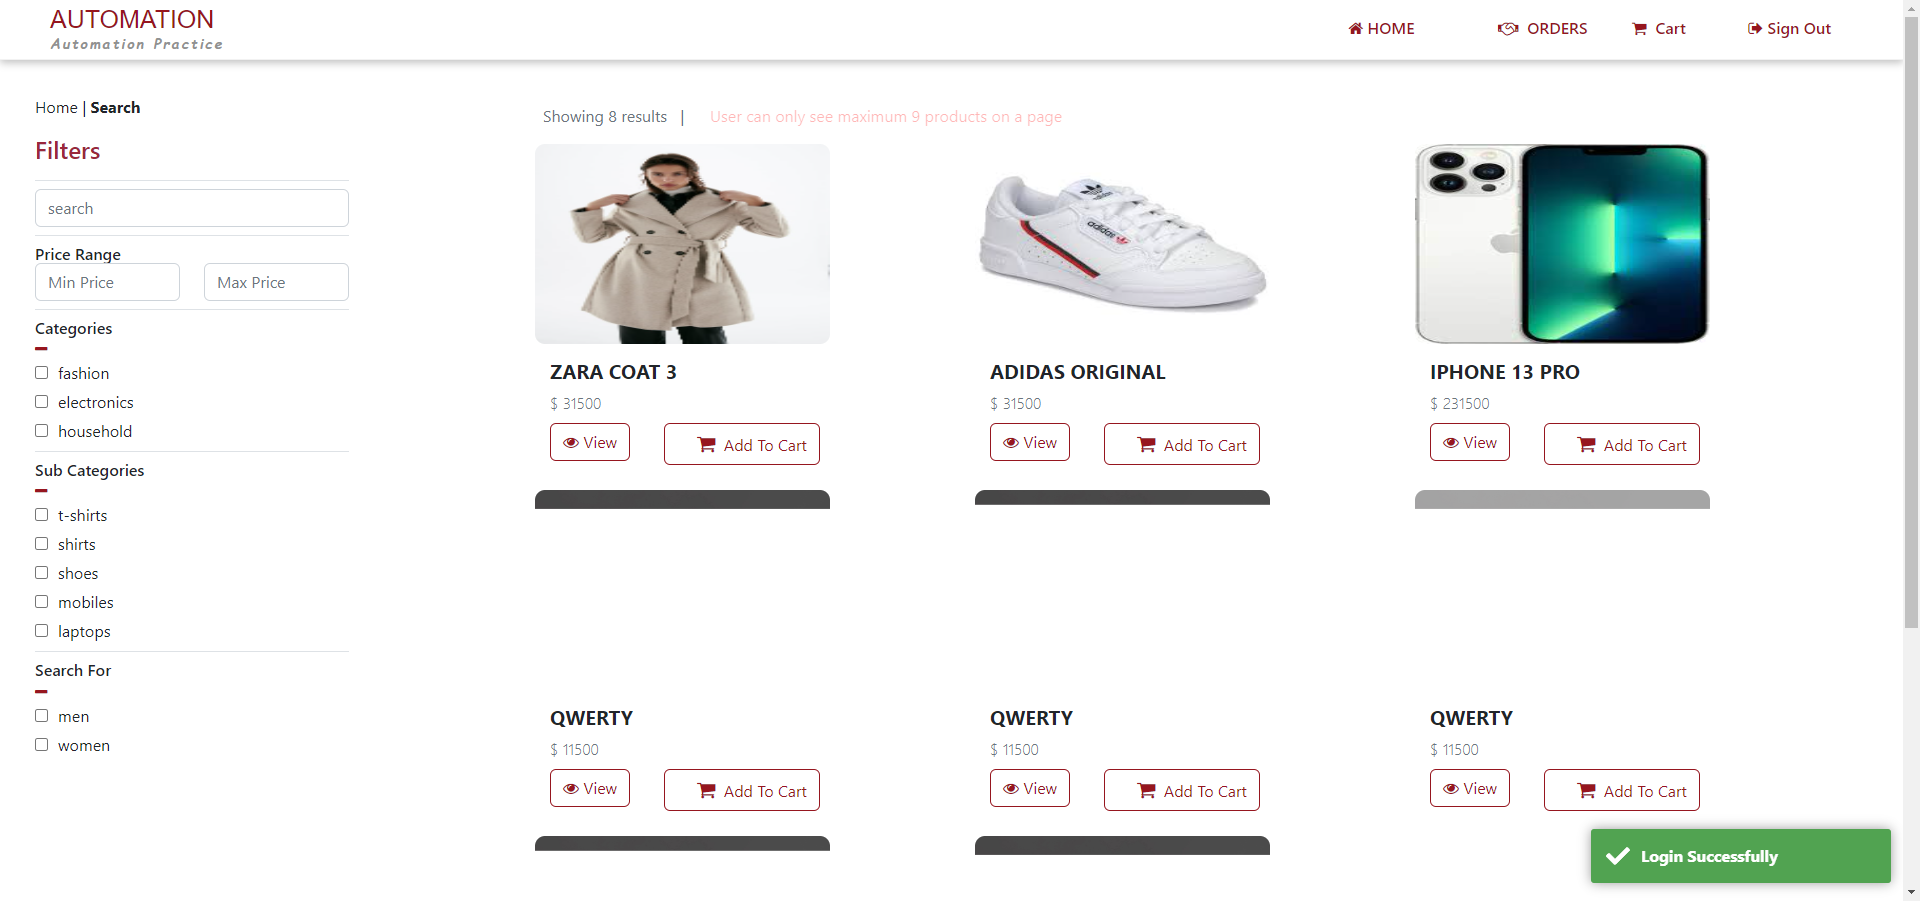 AUTOMATION
Automation Practice
HOME
ORDERS
Cart
Sign Out
Home | Search
Filters
search
Price Range
Min Price
Max Price
Categories
fashion
electronics
household
Sub Categories
t-shirts
shirts
shoes
mobiles
laptops
Search For
men
women
Showing 8 results |
User can only see maximum 9 products on a page
adidas
ZARA COAT 3
$ 31500
View
Add To Cart
ADIDAS ORIGINAL
$ 31500
View
Add To Cart
IPHONE 13 PRO
$ 231500
View
Add To Cart
QWERTY
$ 11500
View
Add To Cart
QWERTY
$ 11500
View
Add To Cart
QWERTY
$ 11500
View
Add To Cart
Login Successfully